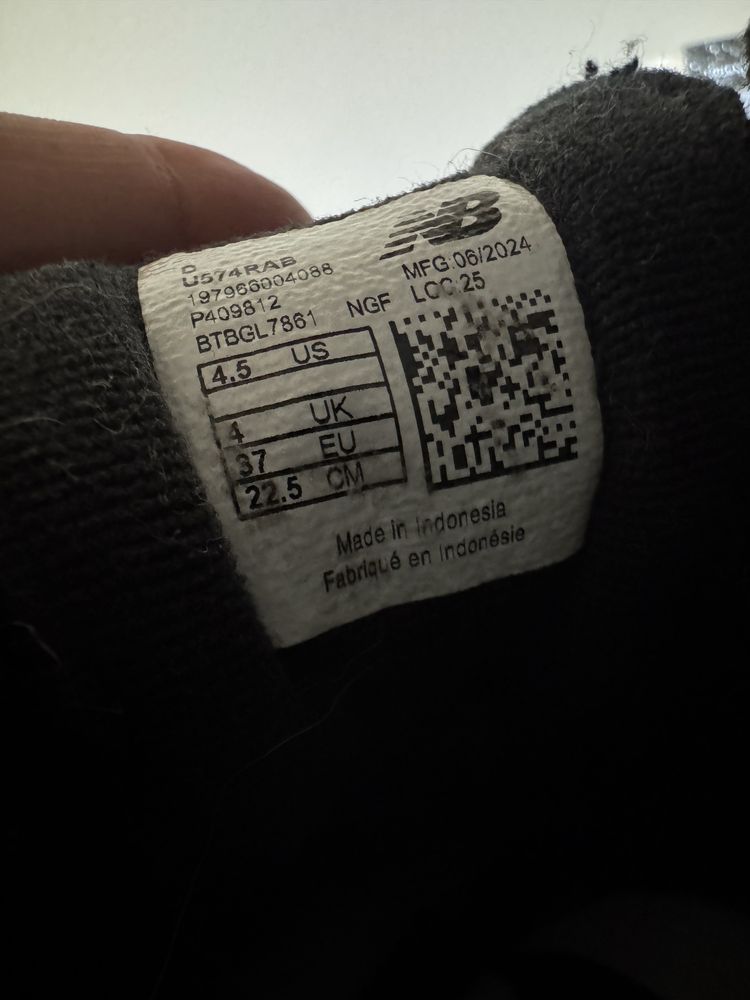 NB
D
U574RAB
197966004088
P409812
BTBGL7861 NGF
MFG:06/2024
LOC:25
4.5 US
4 UK
37 EU
22.5 CM
Made in Indonesia
Fabriqué en Indonésie